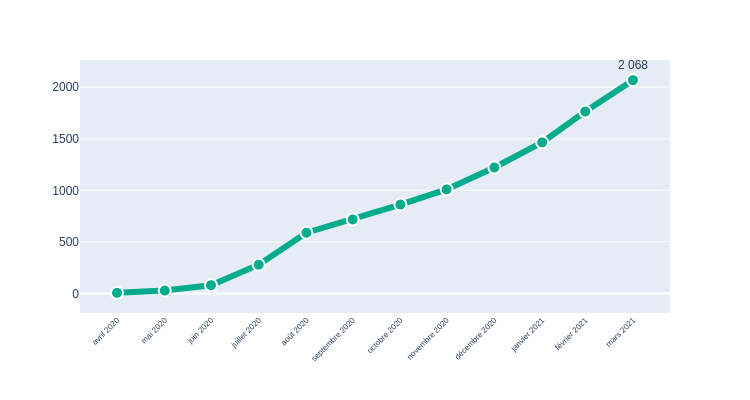 2 068
2000
1500
1000
500
0
avril 2020
mai 2020
juin 2020
juillet 2020
août 2020
septembre 2020
octobre 2020
novembre 2020
décembre 2020
janvier 2021
février 2021
mars 2021